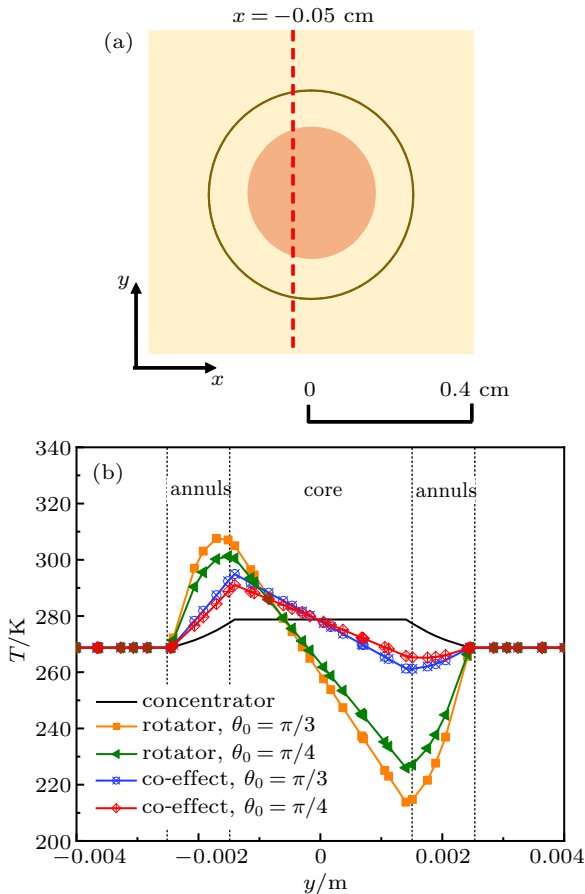 x = −0.05 cm
(a)
y
x
0
0.4 cm
340
320
300
280
260
240
220
200
T/K
(b)
annuls
core
annuls
concentrator
rotator, θ0 = π/3
rotator, θ0 = π/4
co-effect, θ0 = π/3
co-effect, θ0 = π/4
−0.004
−0.002
0
0.002
0.004
y/m